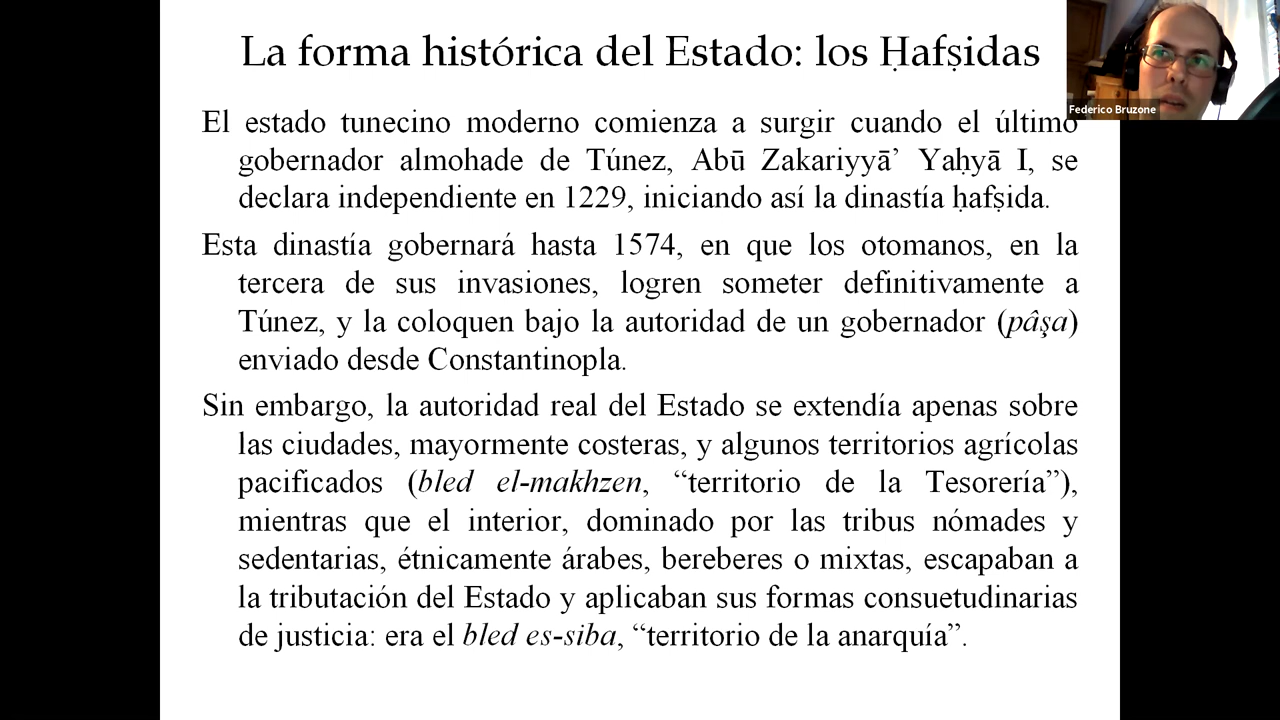 La forma histórica del Estado: los Ḥafṣidas
Federico Bruzone
El estado tunecino moderno comienza a surgir cuando el último
gobernador almohade de Túnez, Abū Zakariyyā’ Yaḥyā I, se
declara independiente en 1229, iniciando así la dinastía ḥafṣida.
Esta dinastía gobernará hasta 1574, en que los otomanos, en la
tercera de sus invasiones, logren someter definitivamente a
Túnez, y la coloquen bajo la autoridad de un gobernador (pâşa)
enviado desde Constantinopla.
Sin embargo, la autoridad real del Estado se extendía apenas sobre
las ciudades, mayormente costeras, y algunos territorios agrícolas
pacificados (bled el-makhzen, “territorio de la Tesorería”),
mientras que el interior, dominado por las tribus nómades y
sedentarias, étnicamente árabes, bereberes o mixtas, escapaban a
la tributación del Estado y aplicaban sus formas consuetudinarias
de justicia: era el bled es-siba, “territorio de la anarquía”.